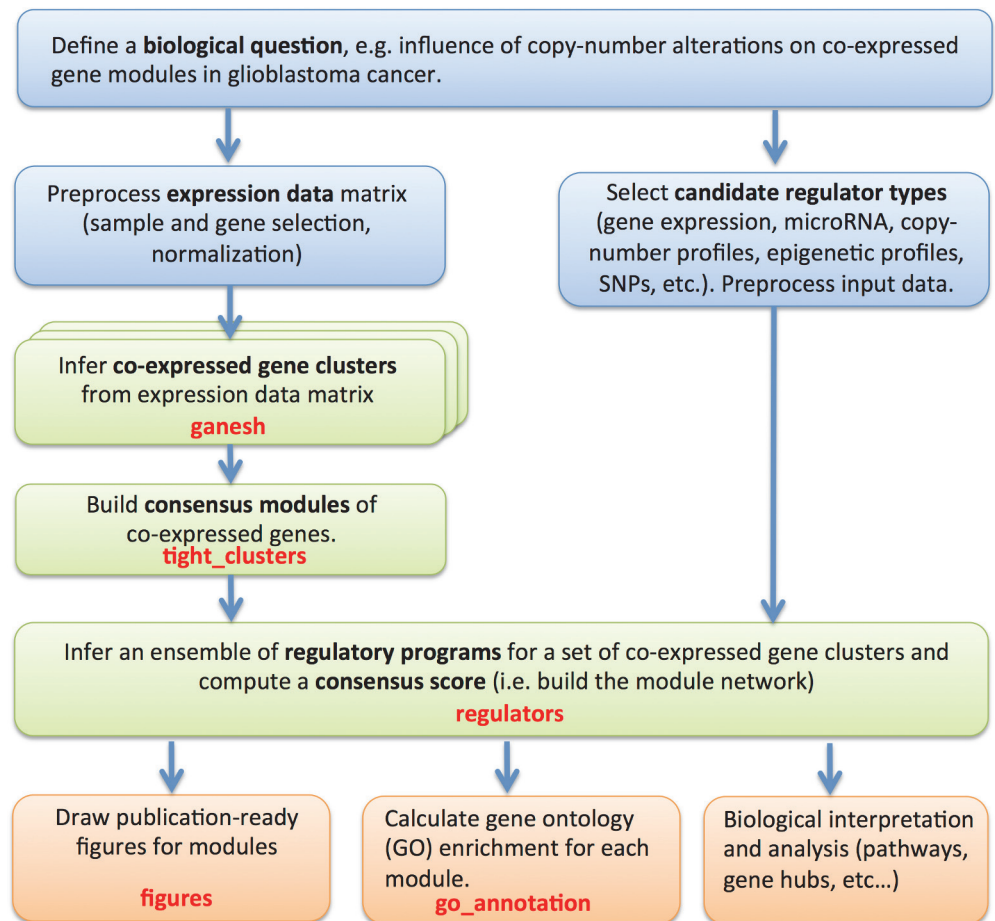 Define a biological question, e.g. influence of copy-number alterations on co-expressed
gene modules in glioblastoma cancer.
Preprocess expression data matrix
(sample and gene selection,
normalization)
Select candidate regulator types
(gene expression, microRNA, copy-
number profiles, epigenetic profiles,
SNPs, etc.). Preprocess input data.
Infer co-expressed gene clusters
from expression data matrix
ganesh
Build consensus modules of
co-expressed genes.
tight_clusters
Infer an ensemble of regulatory programs for a set of co-expressed gene clusters and
compute a consensus score (i.e. build the module network)
regulators
Draw publication-ready
figures for modules
figures
Calculate gene ontology
(GO) enrichment for each
module.
go_annotation
Biological interpretation
and analysis (pathways,
gene hubs, etc...)